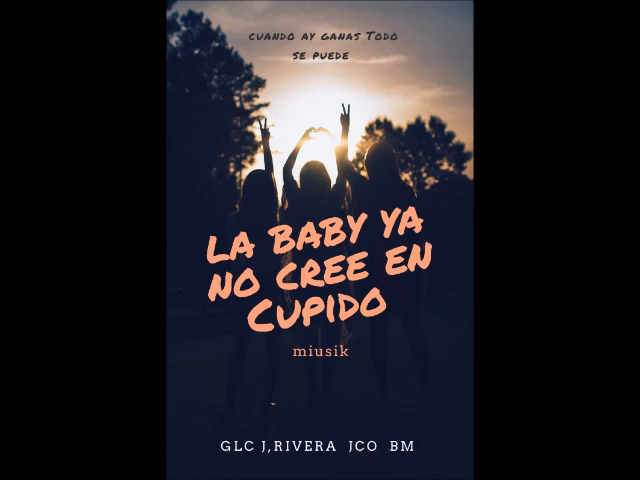 CUANDO AY GANAS TODO
SE PUEDE
LA BABY YA
NO CREE EN
CUPIDO
miusik
GLC J,RIVERA JCO BM